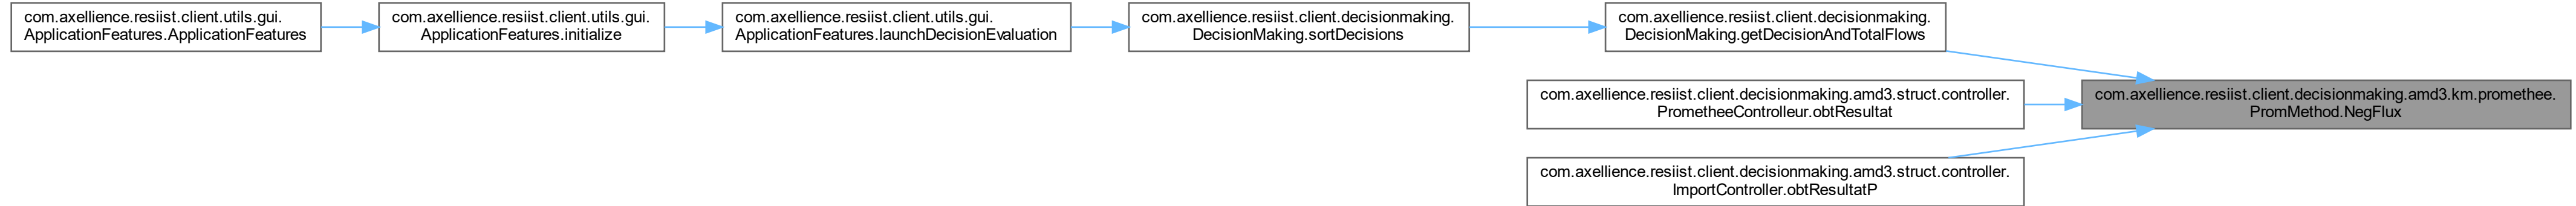 com.axellience.resiist.client.utils.gui.
ApplicationFeatures.ApplicationFeatures
com.axellience.resiist.client.utils.gui.
ApplicationFeatures.initialize
com.axellience.resiist.client.utils.gui.
ApplicationFeatures.launchDecisionEvaluation
com.axellience.resiist.client.decisionmaking.
DecisionMaking.sortDecisions
com.axellience.resiist.client.decisionmaking.
DecisionMaking.getDecisionAndTotalFlows
com.axellience.resiist.client.decisionmaking.amd3.struct.controller.
PrometheeControlleur.obtResultat
com.axellience.resiist.client.decisionmaking.amd3.km.promethee.
PromMethod.NegFlux
com.axellience.resiist.client.decisionmaking.amd3.struct.controller.
ImportController.obtResultatP